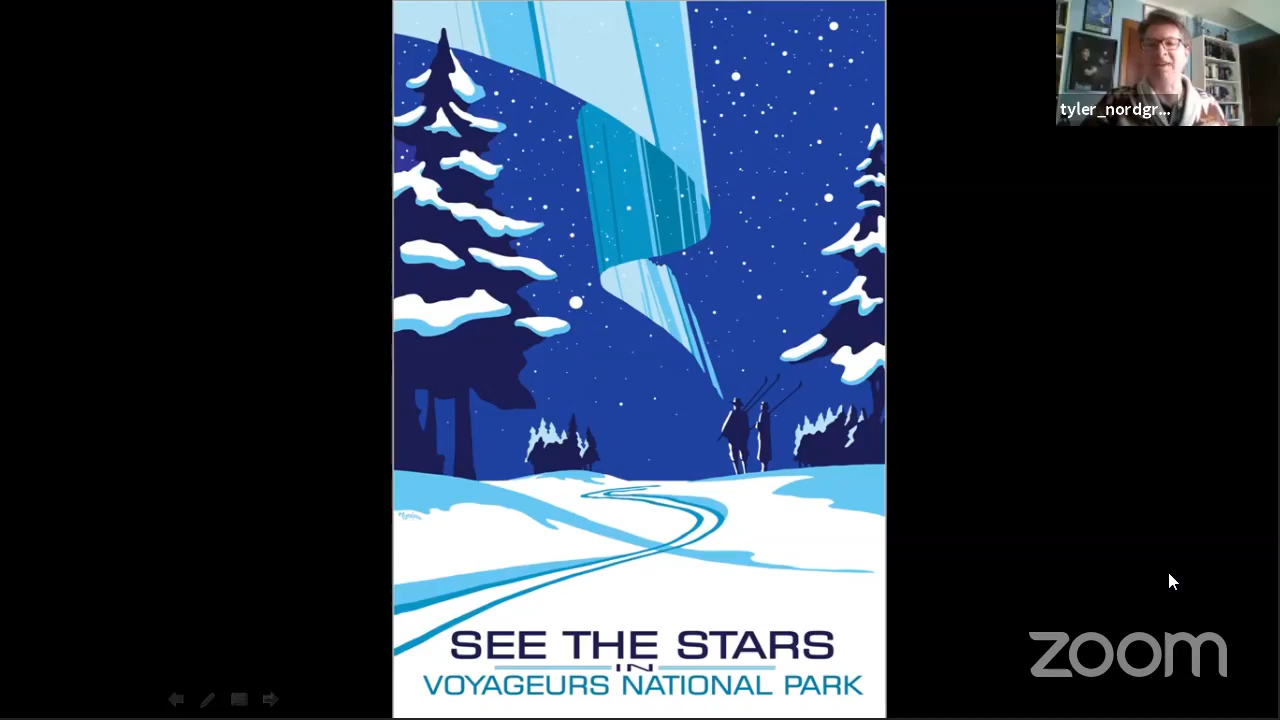 tyler_nordgr...
SEE THE STARS
IN
VOYAGEURS NATIONAL PARK
zoom